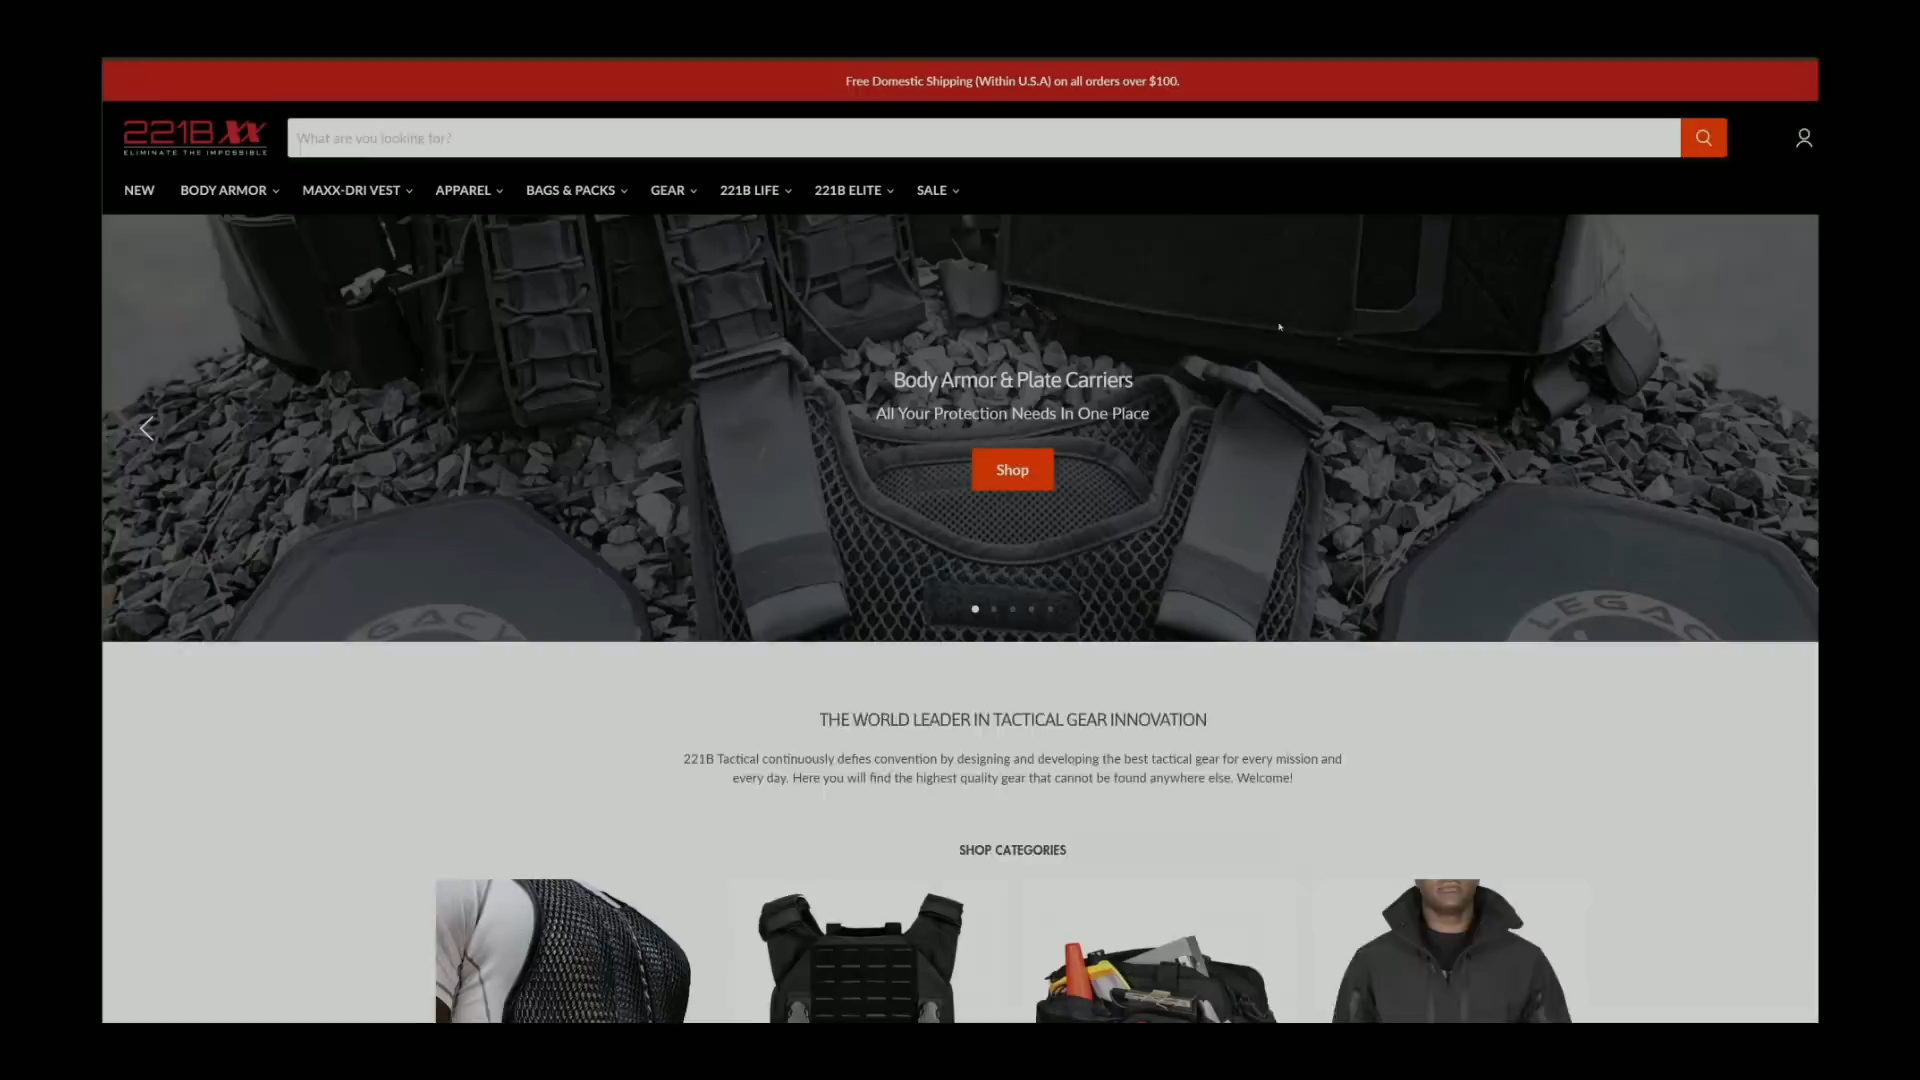 Free Domestic Shipping (Within U.S.A) on all orders over $100.
221B XX
ELIMINATE THE IMPOSSIBLE
What are you looking for?
NEW BODY ARMOR MAXX-DRI VEST APPAREL BAGS & PACKS GEAR 221B LIFE 221B ELITE SALE
Body Armor & Plate Carriers
All Your Protection Needs In One Place
Shop
LEGACY
LEGAC
THE WORLD LEADER IN TACTICAL GEAR INNOVATION
221B Tactical continuously defies convention by designing and developing the best tactical gear for every mission and
every day. Here you will find the highest quality gear that cannot be found anywhere else. Welcome!
SHOP CATEGORIES